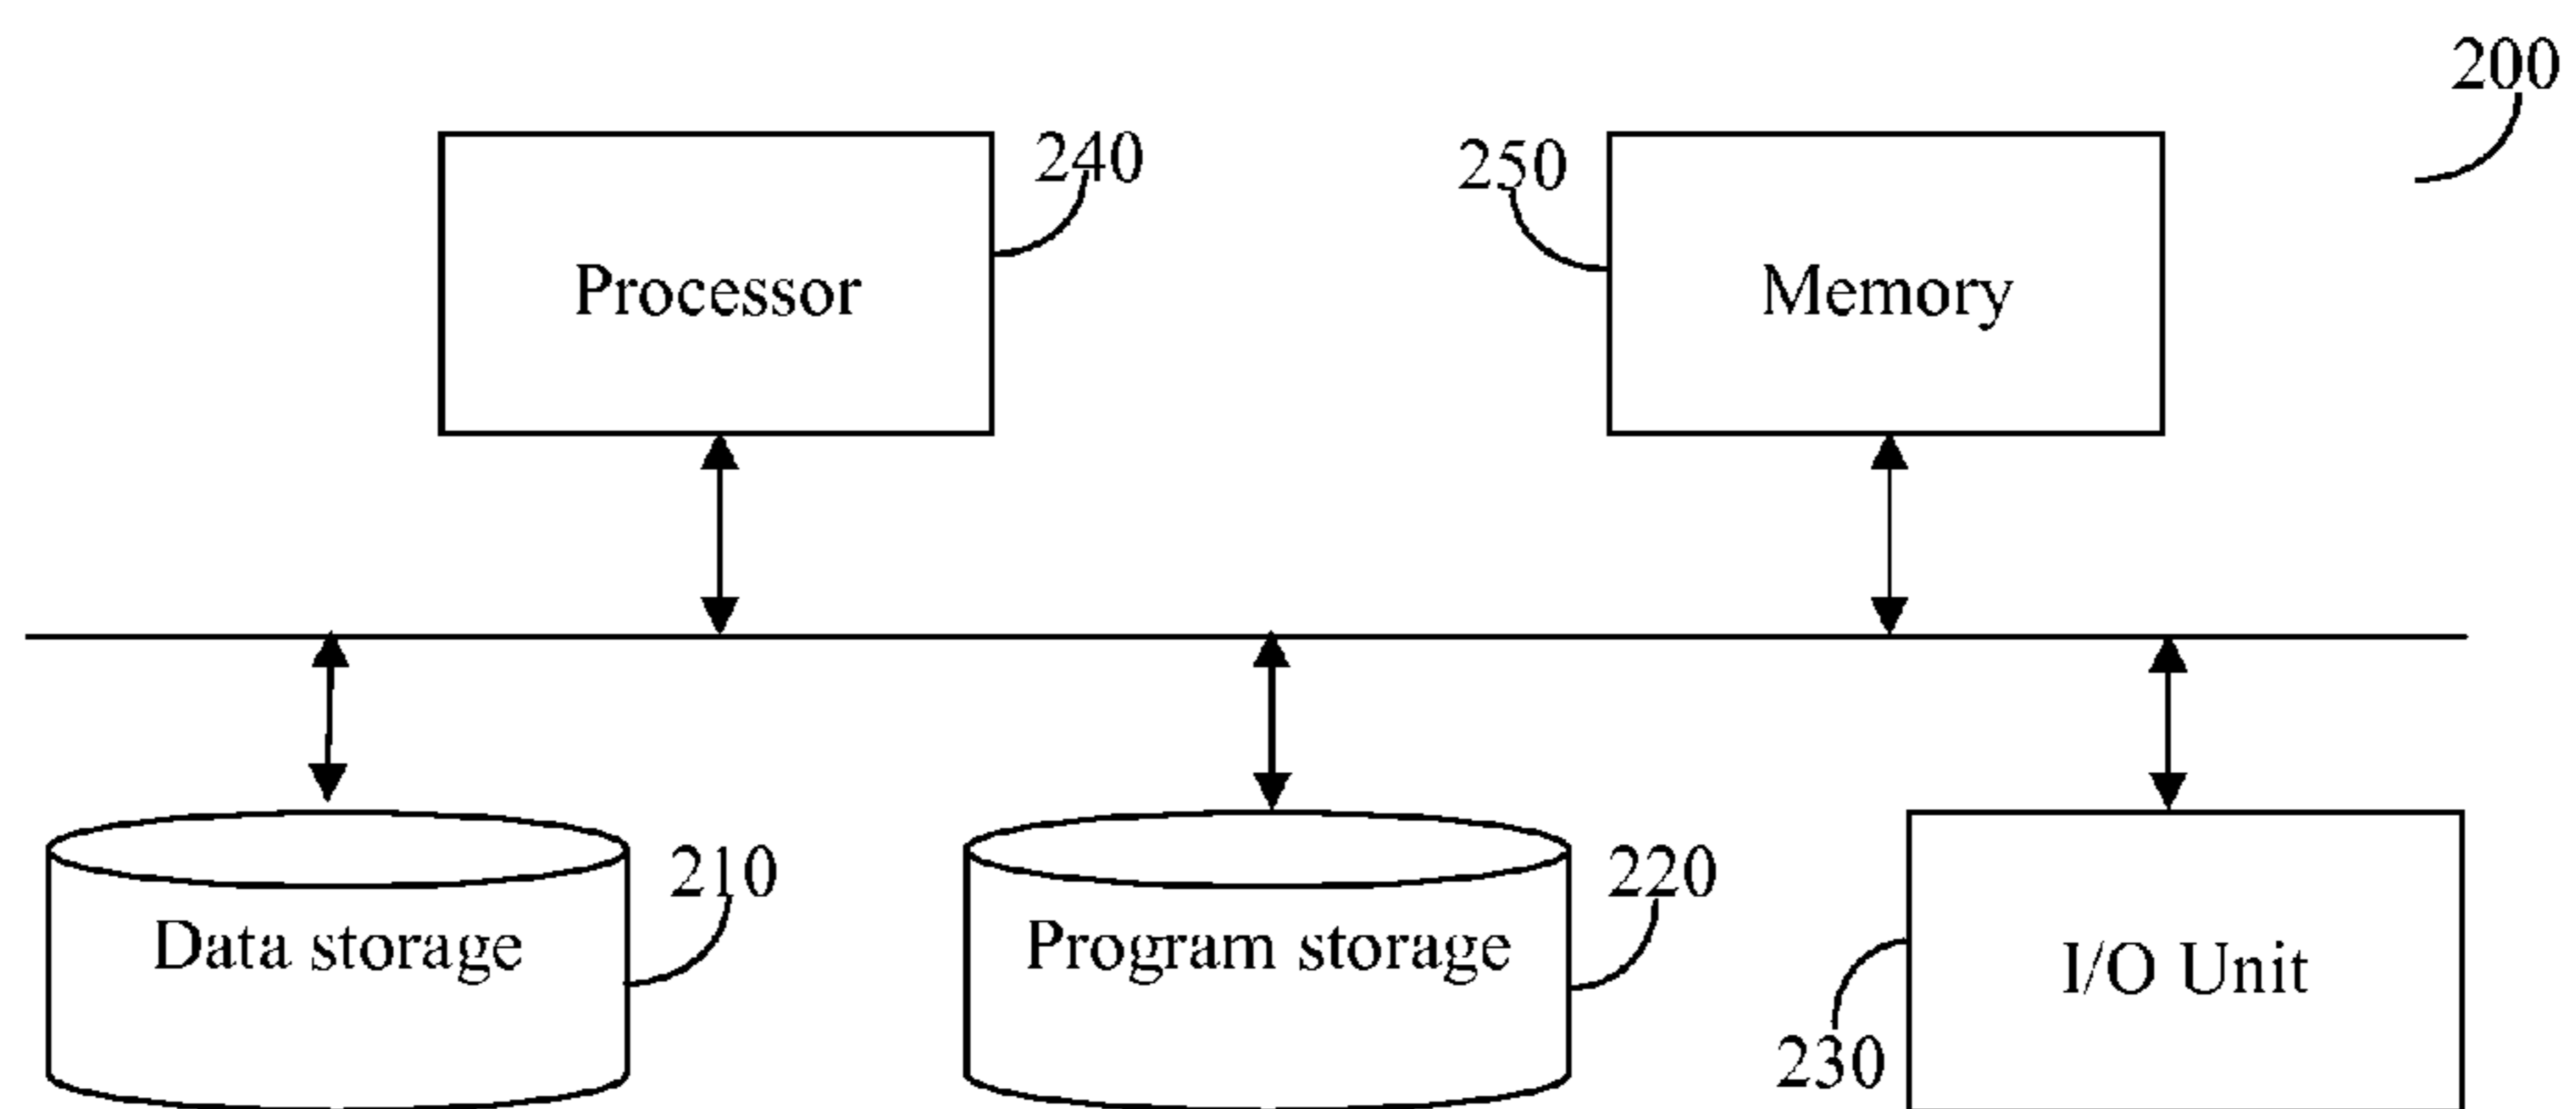 200
240
250
Processor
Memory
210
220
Data storage
Program storage
I/O Unit
230